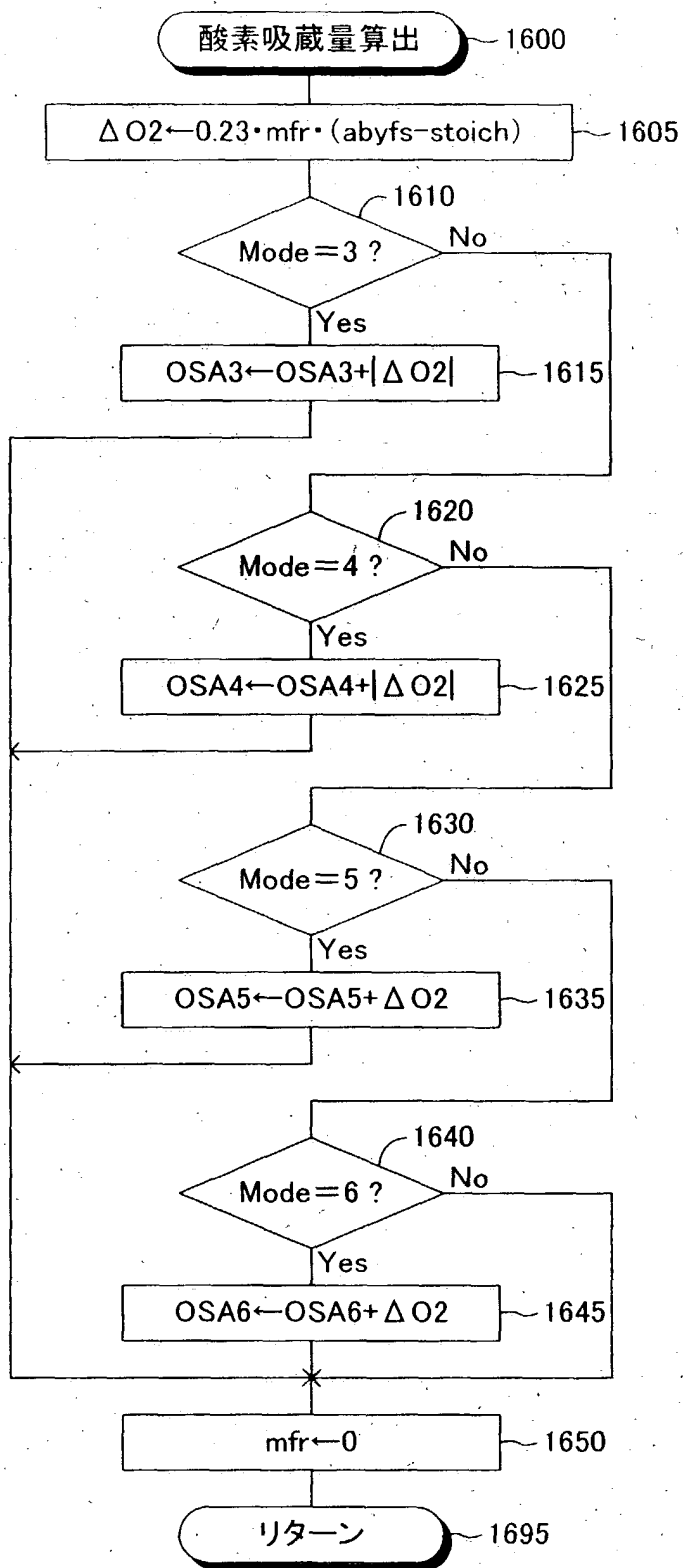 酸素吸蔵量算出
1600
ΔO2←0.23・mfr・(abyfs-stoich)
1605
1610
Mode=3?
No
Yes
OSA3←OSA3+|ΔO2|
1615
1620
Mode=4?
No
Yes
OSA4←OSA4+|ΔO2|
1625
1630
Mode=5?
No
Yes
OSA5←OSA5+ΔO2
1635
1640
Mode=6?
No
Yes
OSA6←OSA6+ΔO2
1645
mfr←0
1650
リターン
1695